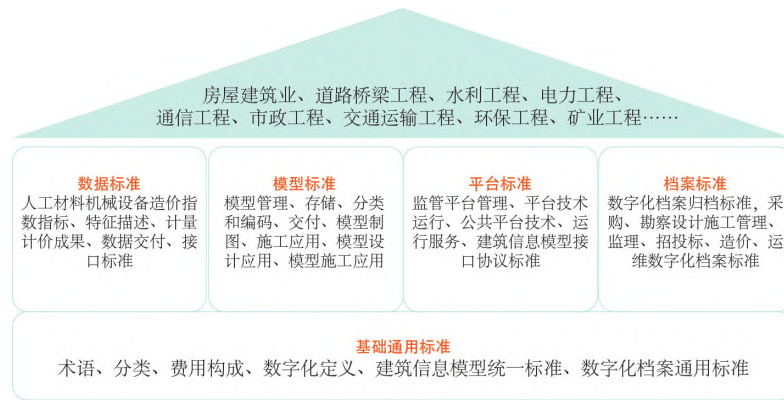 房屋建筑业、道路桥梁工程、水利工程、电力工程、
通信工程、市政工程、交通运输工程、环保工程、矿业工程……
数据标准
人工材料机械设备造价指
数指标、特征描述、计量
计价成果、数据交付、接
口标准
模型标准
模型管理、存储、分类
和编码、交付、模型制
图、施工应用、模型设
计应用、模型施工应用
平台标准
监管平台管理、平台技术
运行、公共平台技术、运
行服务、建筑信息模型接
口协议标准
档案标准
数字化档案归档标准，采
购、勘察设计施工管理、
监理、招投标、造价、运
维数字化档案标准
基础通用标准
术语、分类、费用构成、数字化定义、建筑信息模型统一标准、数字化档案通用标准